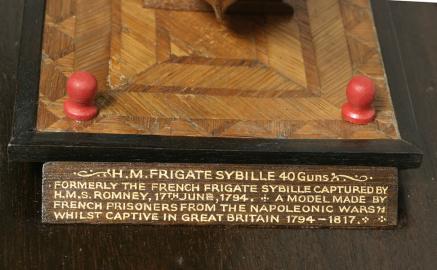 H.M. FRIGATE SYBILLE 40 GUNS
FORMERLY THE FRENCH FRIGATE SYBILLE CAPTURED BY
H.M.S. ROMNEY, 17TH JUNE, 1794. A MODEL MADE BY
FRENCH PRISONERS FROM THE NAPOLEONIC WARS
WHILST CAPTIVE IN GREAT BRITAIN 1794-1817.